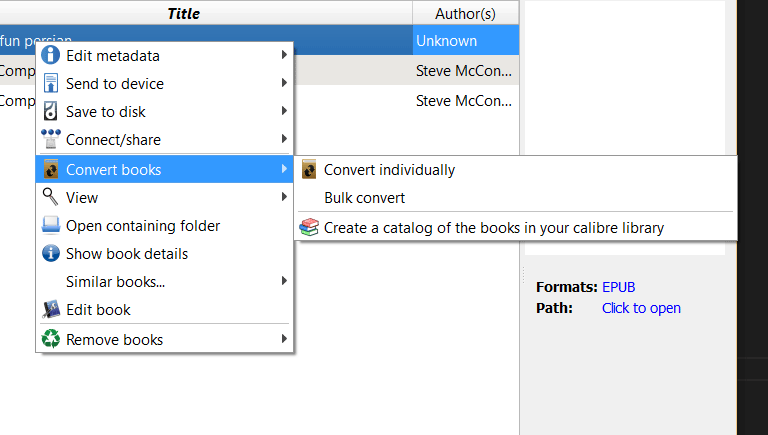 Title Author(s)
fun persian Unknown
Comp Steve McCon...
Comp Steve McCon...
Edit metadata
Send to device
Save to disk
Connect/share
Convert books
View
Open containing folder
Show book details
Similar books...
Edit book
Remove books
Convert individually
Bulk convert
Create a catalog of the books in your calibre library
Formats: EPUB
Path: Click to open